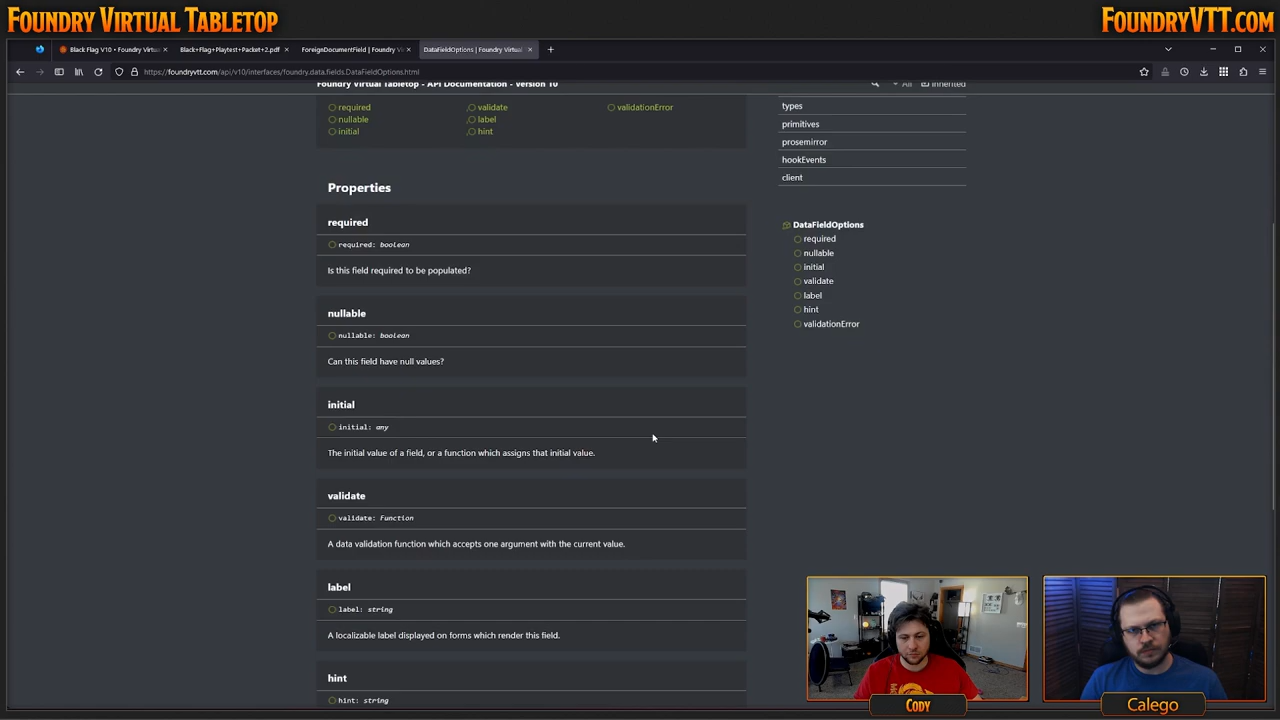 FOUNDRY VIRTUAL TABLETOP
FOUNDRYVTT.COM
Black Flag V10 • Foundry Virtu
Black+Flag+Playtest+Packet+2.pdf
ForeignDocumentField | Foundry V
DataFieldOptions | Foundry Virtual
https://foundryvtt.com/api/v10/interfaces/foundry.data.fields.DataFieldOptions.html
Foundry Virtual Tabletop - API Documentation - Version 10
All
Inherited
required
validate
validationError
nullable
label
initial
hint
Properties
required
required: boolean
Is this field required to be populated?
nullable
nullable: boolean
Can this field have null values?
initial
initial: any
The initial value of a field, or a function which assigns that initial value.
validate
validate: Function
A data validation function which accepts one argument with the current value.
label
label: string
A localizable label displayed on forms which render this field.
hint
hint: string
types
primitives
prosemirror
hookEvents
client
DataFieldOptions
required
nullable
initial
validate
label
hint
validationError
Cody
Calego